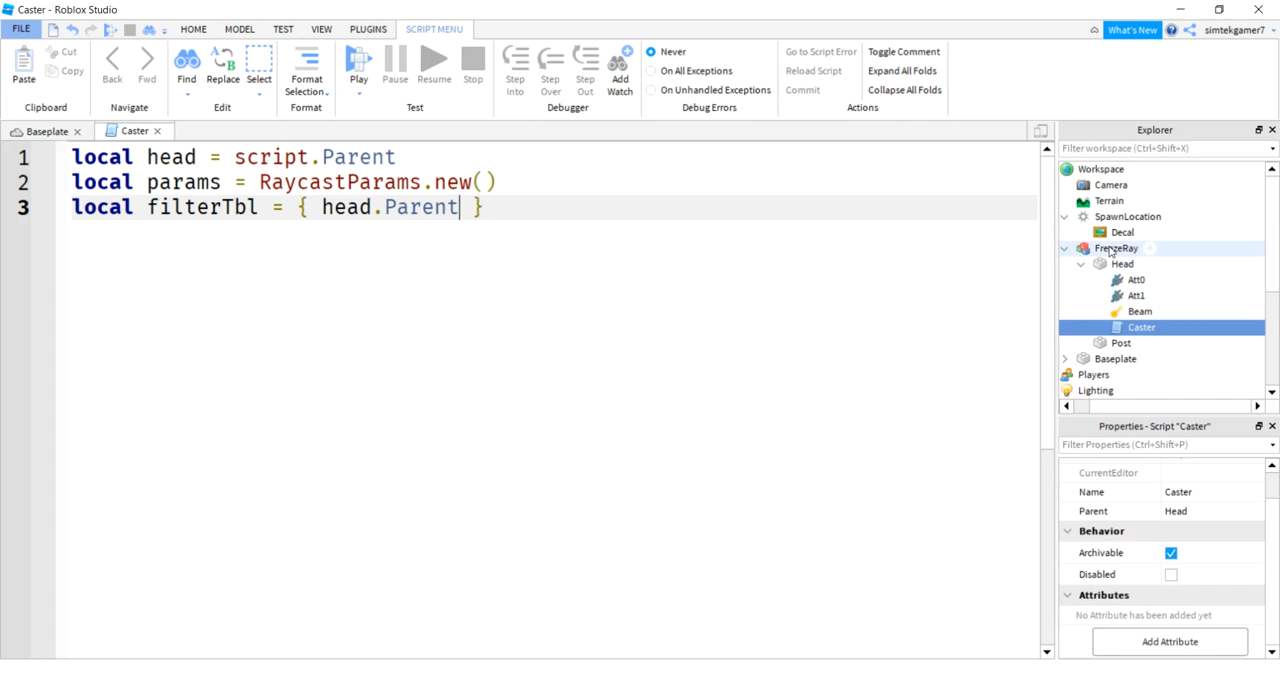 Caster - Roblox Studio
FILE HOME MODEL TEST VIEW PLUGINS SCRIPT MENU What's New simtekgamer7
Paste Cut Copy Back Fwd Find Replace Select Format Selection Play Pause Resume Stop Step Into Step Over Step Out Add Watch
Never Go to Script Error Toggle Comment
On All Exceptions Reload Script Expand All Folds
On Unhandled Exceptions Commit Collapse All Folds
Clipboard Navigate Edit Format Test Debugger Debug Errors Actions
Baseplate Caster
1 local head = script.Parent
2 local params = RaycastParams.new()
3 local filterTbl = { head.Parent }
Explorer
Filter workspace (Ctrl+Shift+X)
Workspace
Camera
Terrain
SpawnLocation
Decal
FreezeRay
Head
Att0
Att1
Beam
Caster
Post
Baseplate
Players
Lighting
Properties - Script "Caster"
Filter Properties (Ctrl+Shift+P)
CurrentEditor
Name Caster
Parent Head
Behavior
Archivable
Disabled
Attributes
No Attribute has been added yet
Add Attribute